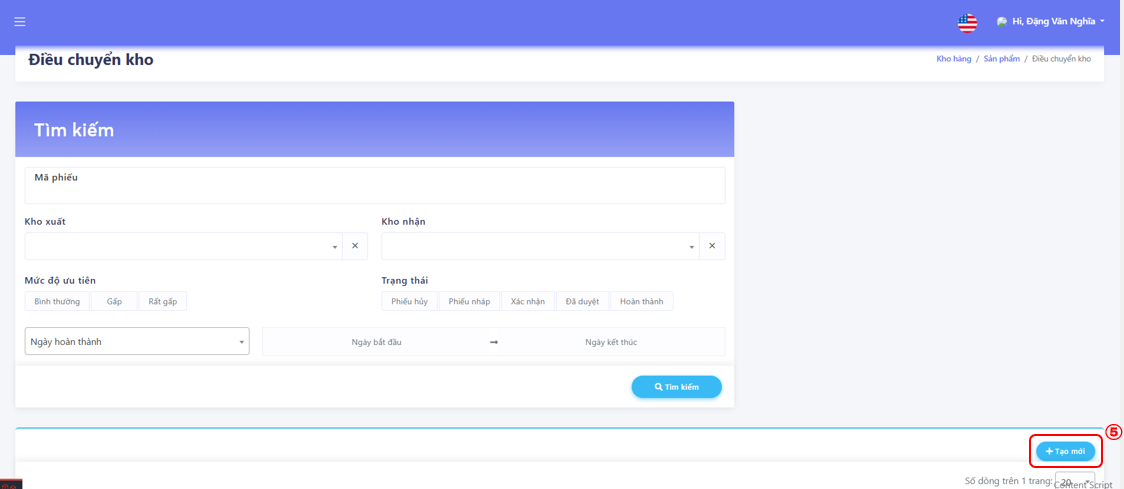 Hi, Đặng Văn Nghĩa
Điều chuyển kho
Kho hàng / Sản phẩm / Điều chuyển kho
Tìm kiếm
Mã phiếu
Kho xuất
Kho nhận
Mức độ ưu tiên
Trạng thái
Bình thường Gấp Rất gấp
Phiếu hủy Phiếu nháp Xác nhận Đã duyệt Hoàn thành
Ngày hoàn thành
Ngày bắt đầu → Ngày kết thúc
Tìm kiếm
⑤
+ Tạo mới
Số dòng trên 1 trang: 20
Content Script